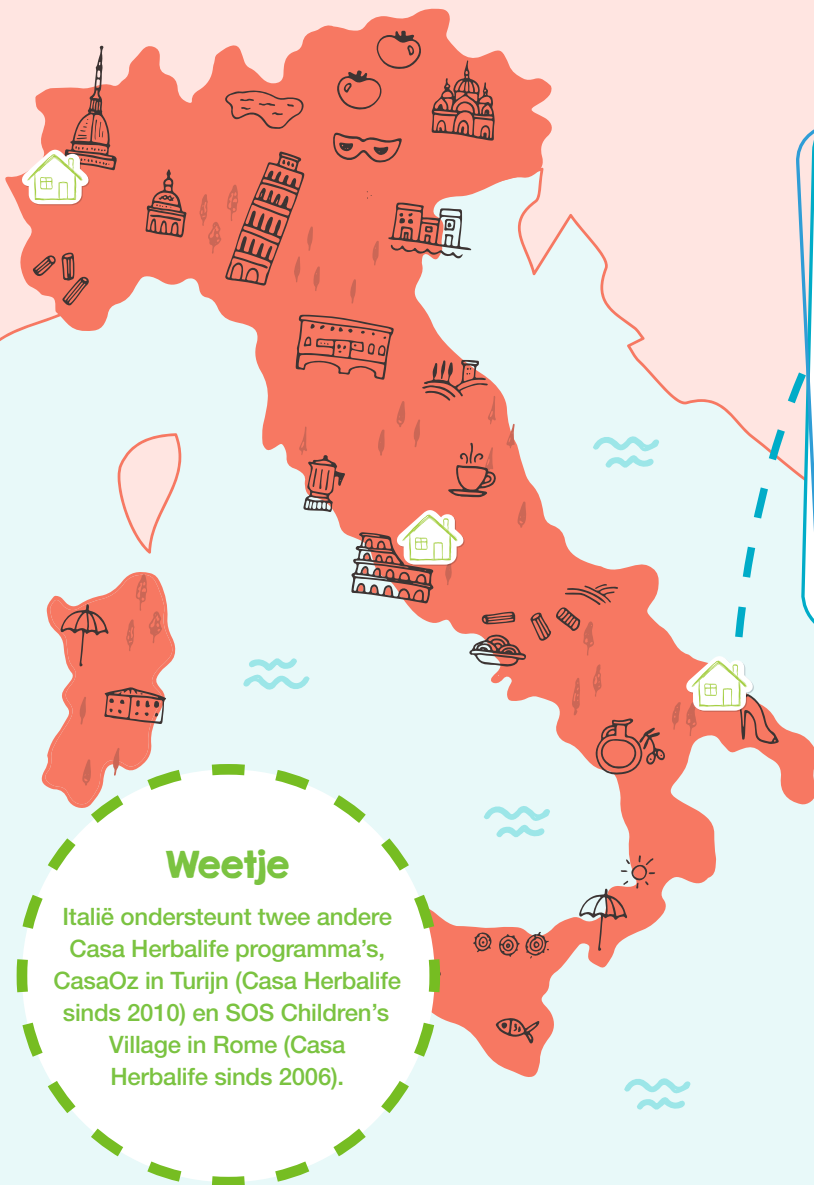 Weetje
Italië ondersteunt twee andere
Casa Herbalife programma's,
CasaOz in Turijn (Casa Herbalife
sinds 2010) en SOS Children's
Village in Rome (Casa
Herbalife sinds 2006).